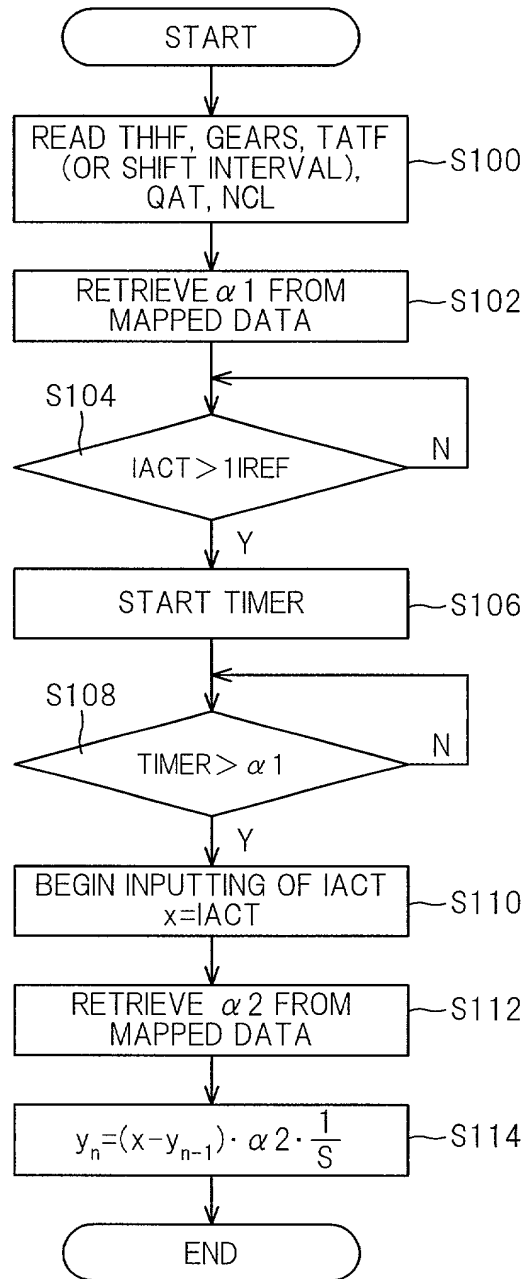 START
READ THHF, GEARS, TATF
(OR SHIFT INTERVAL),
QAT, NCL
S100
RETRIEVE α1 FROM
MAPPED DATA
S102
S104
IACT>1IREF
N
Y
START TIMER
S106
S108
TIMER> α1
N
Y
BEGIN INPUTTING OF IACT
x=IACT
S110
RETRIEVE α2 FROM
MAPPED DATA
S112
yₙ=(x-yₙ₋₁)· α2· 1/S
S114
END